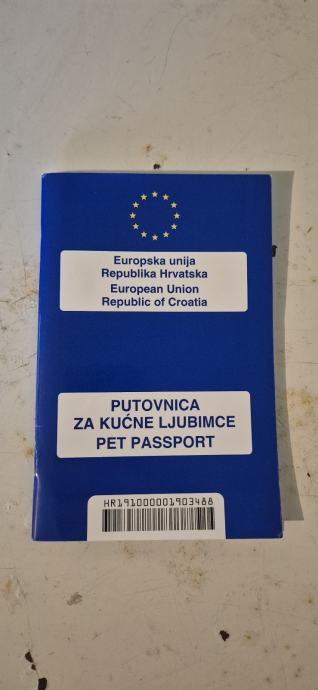 Europska unija
Republika Hrvatska
European Union
Republic of Croatia
PUTOVNICA
ZA KUĆNE LJUBIMCE
PET PASSPORT
HR191000001903488